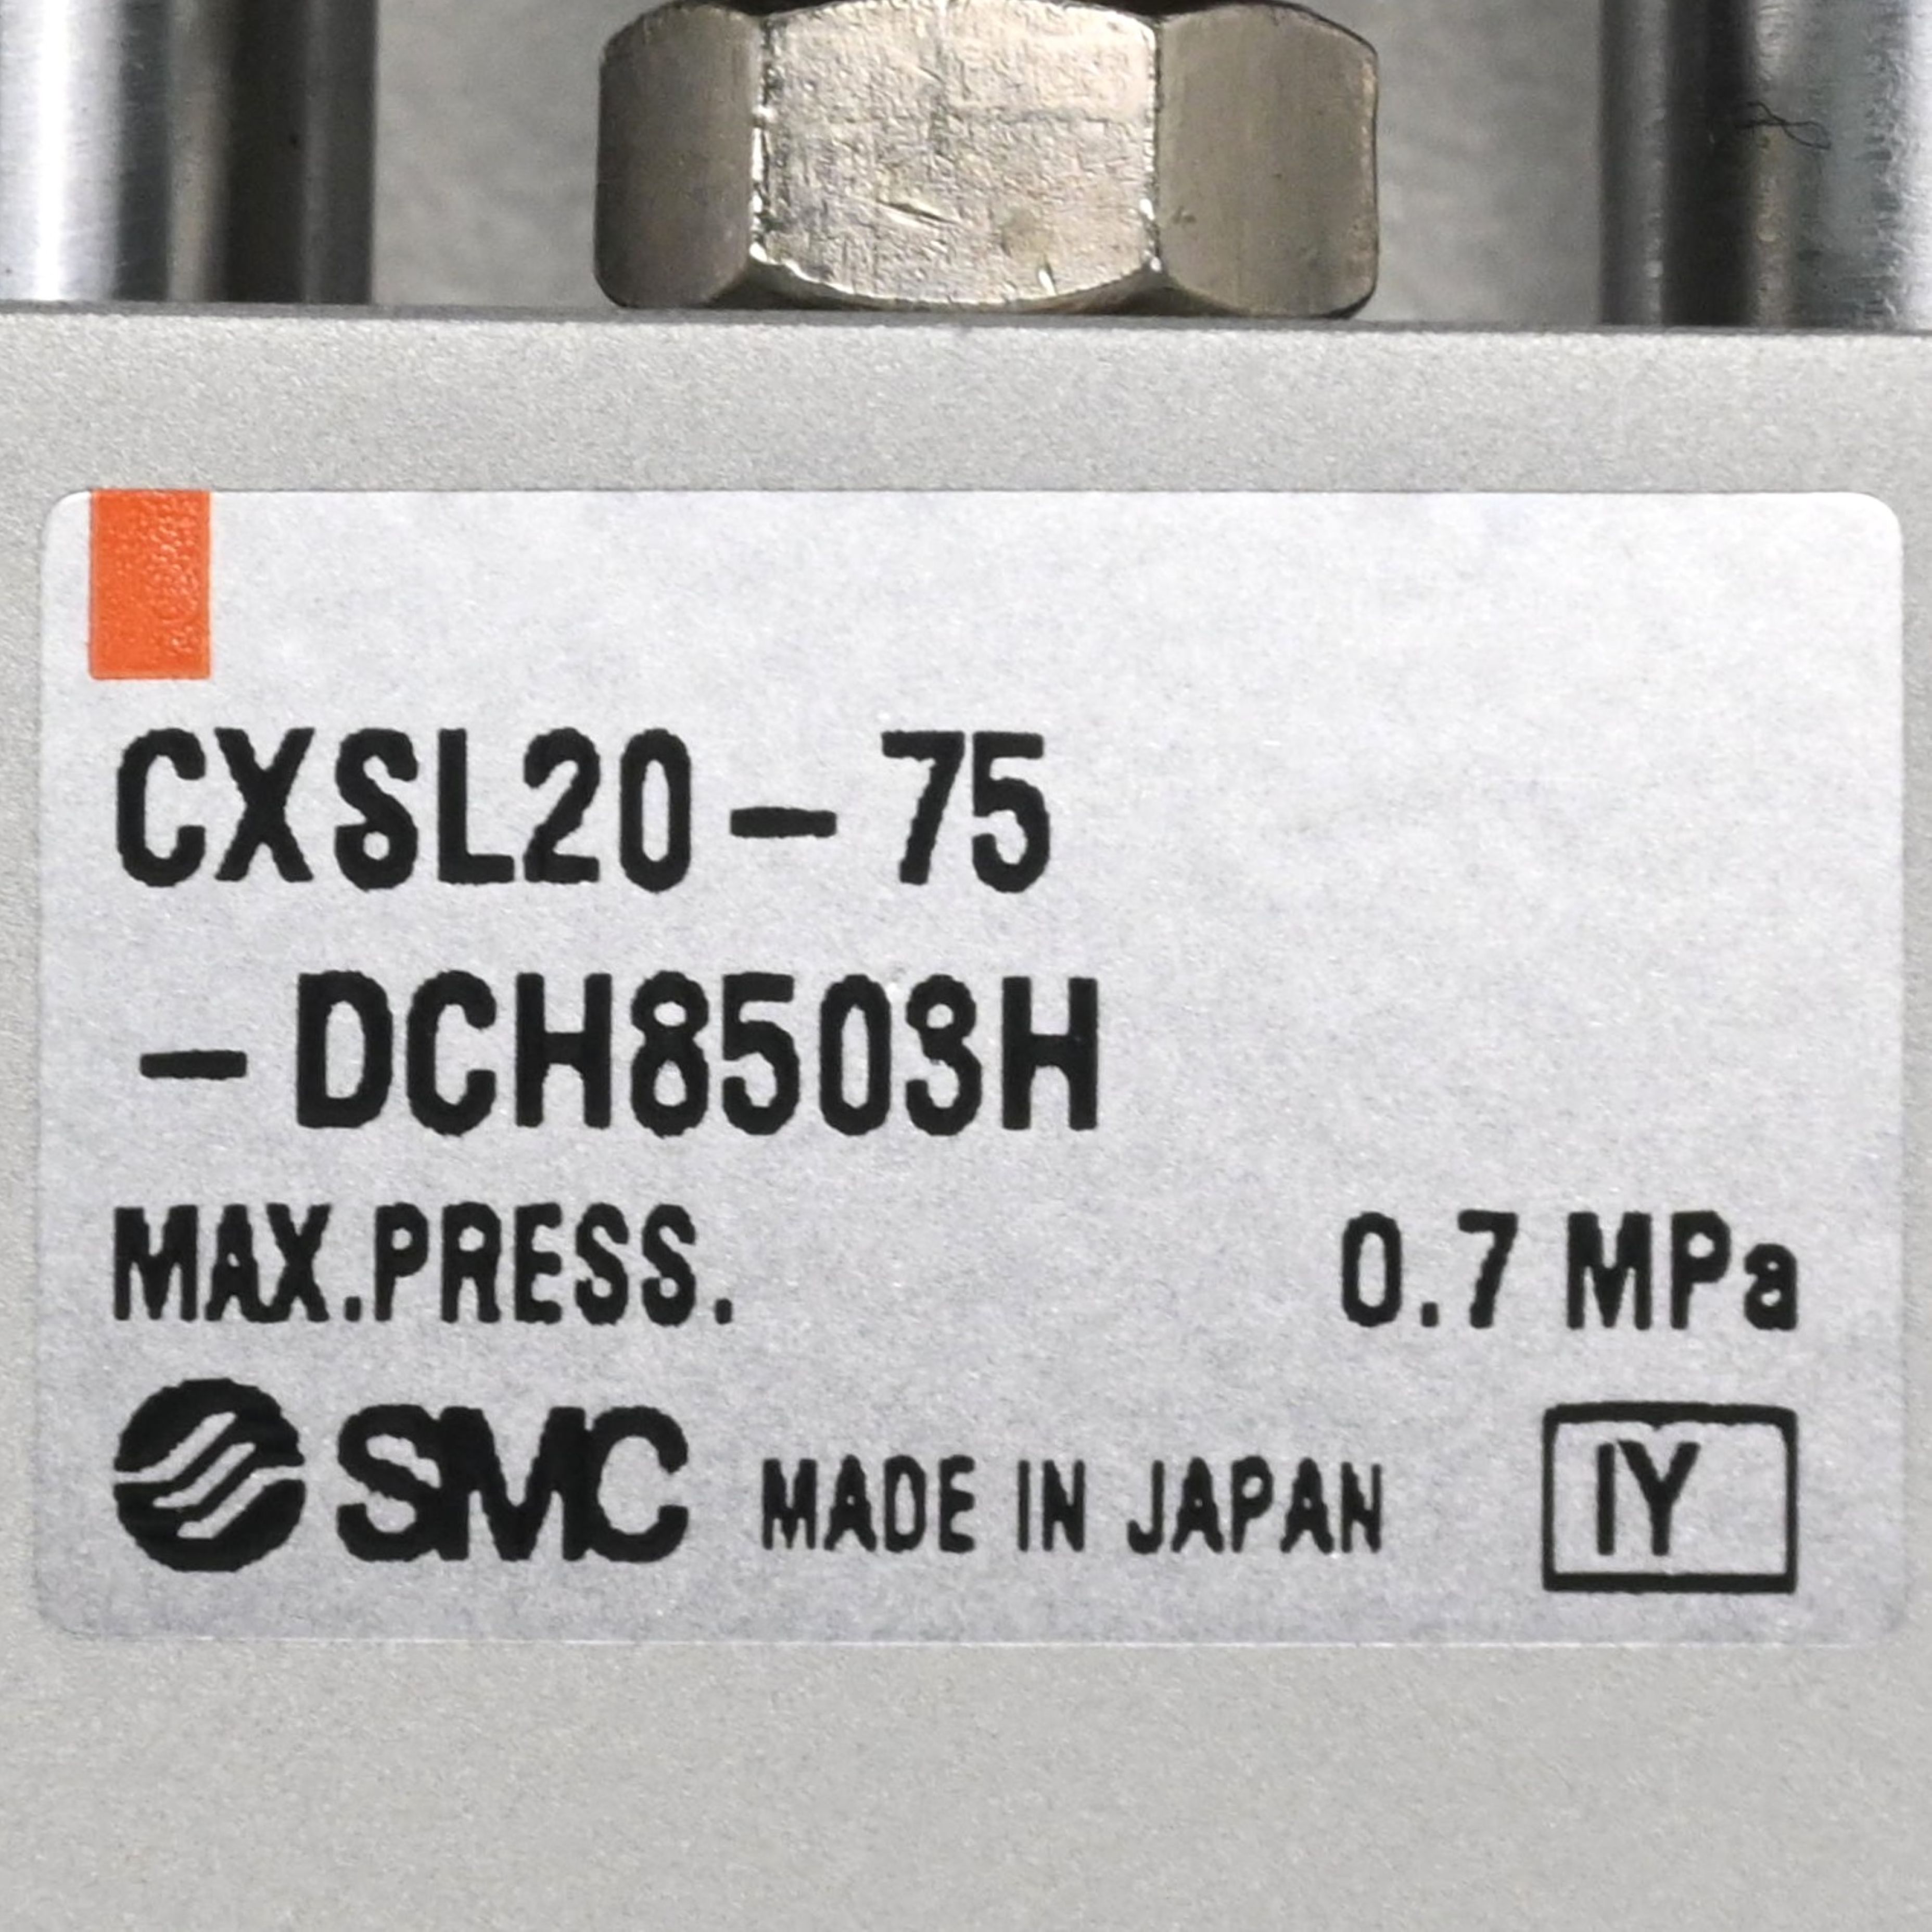 CXSL20-75
-DCH8503H
MAX.PRESS. 0.7 MPa
SMC MADE IN JAPAN IY